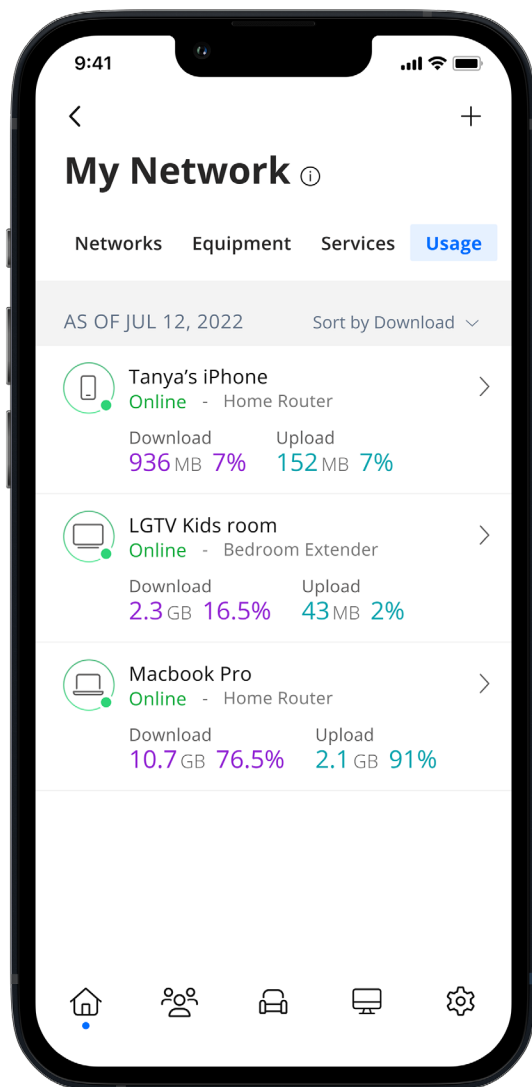 9:41
My Network
Networks Equipment Services Usage
AS OF JUL 12, 2022 Sort by Download
Tanya’s iPhone
Online - Home Router
Download Upload
936 MB 7% 152 MB 7%
LGTV Kids room
Online - Bedroom Extender
Download Upload
2.3 GB 16.5% 43 MB 2%
Macbook Pro
Online - Home Router
Download Upload
10.7 GB 76.5% 2.1 GB 91%